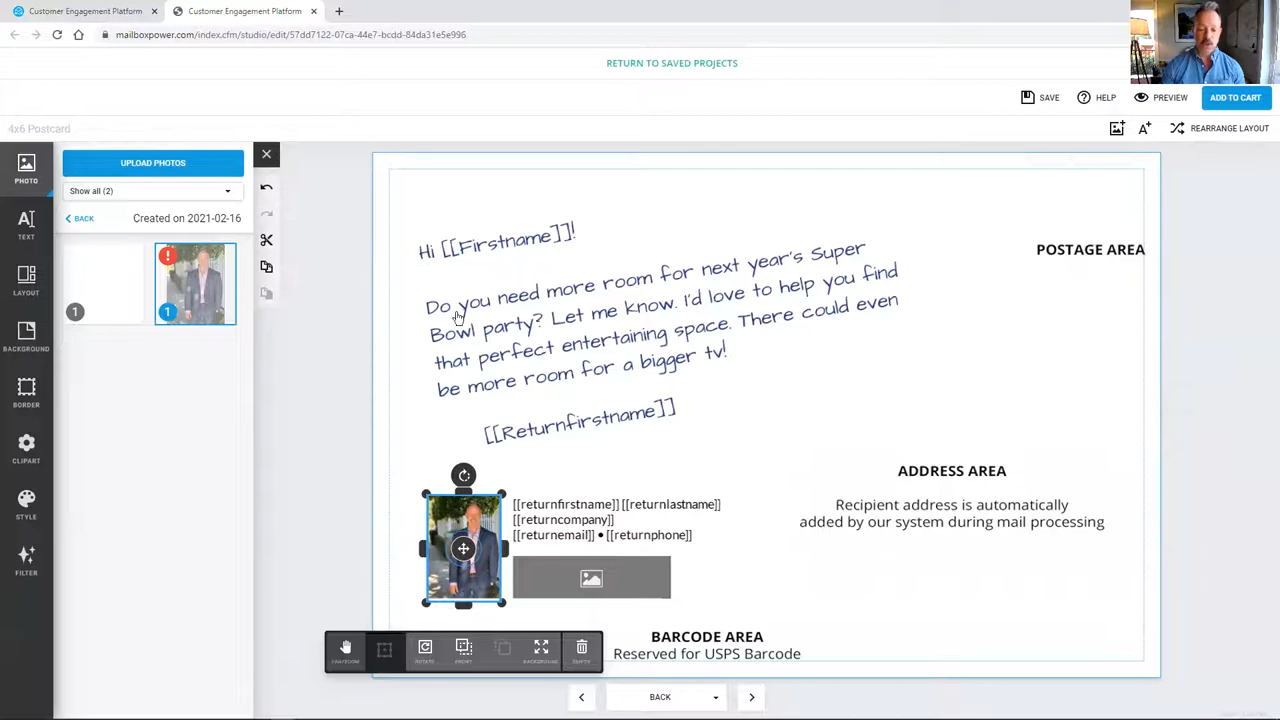 Customer Engagement Platform
Customer Engagement Platform
mailboxpower.com/index.cfm/studio/edit/57dd7122-07ca-44e7-bcdd-84da31e5e996
RETURN TO SAVED PROJECTS
SAVE
HELP
PREVIEW
ADD TO CART
4x6 Postcard
REARRANGE LAYOUT
PHOTO
UPLOAD PHOTOS
Show all (2)
BACK
Created on 2021-02-16
TEXT
LAYOUT
BACKGROUND
BORDER
CLIPART
STYLE
FILTER
1
1
Hi [[Firstname]]!
Do you need more room for next year's Super
Bowl party? Let me know. I'd love to help you find
that perfect entertaining space. There could even
be more room for a bigger tv!
[[Returnfirstname]]
POSTAGE AREA
ADDRESS AREA
Recipient address is automatically
added by our system during mail processing
[[returnfirstname]] [[returnlastname]]
[[returncompany]]
[[returnemail]] • [[returnphone]]
BARCODE AREA
Reserved for USPS Barcode
ROTATE
BACKGROUND
EMPTY
BACK